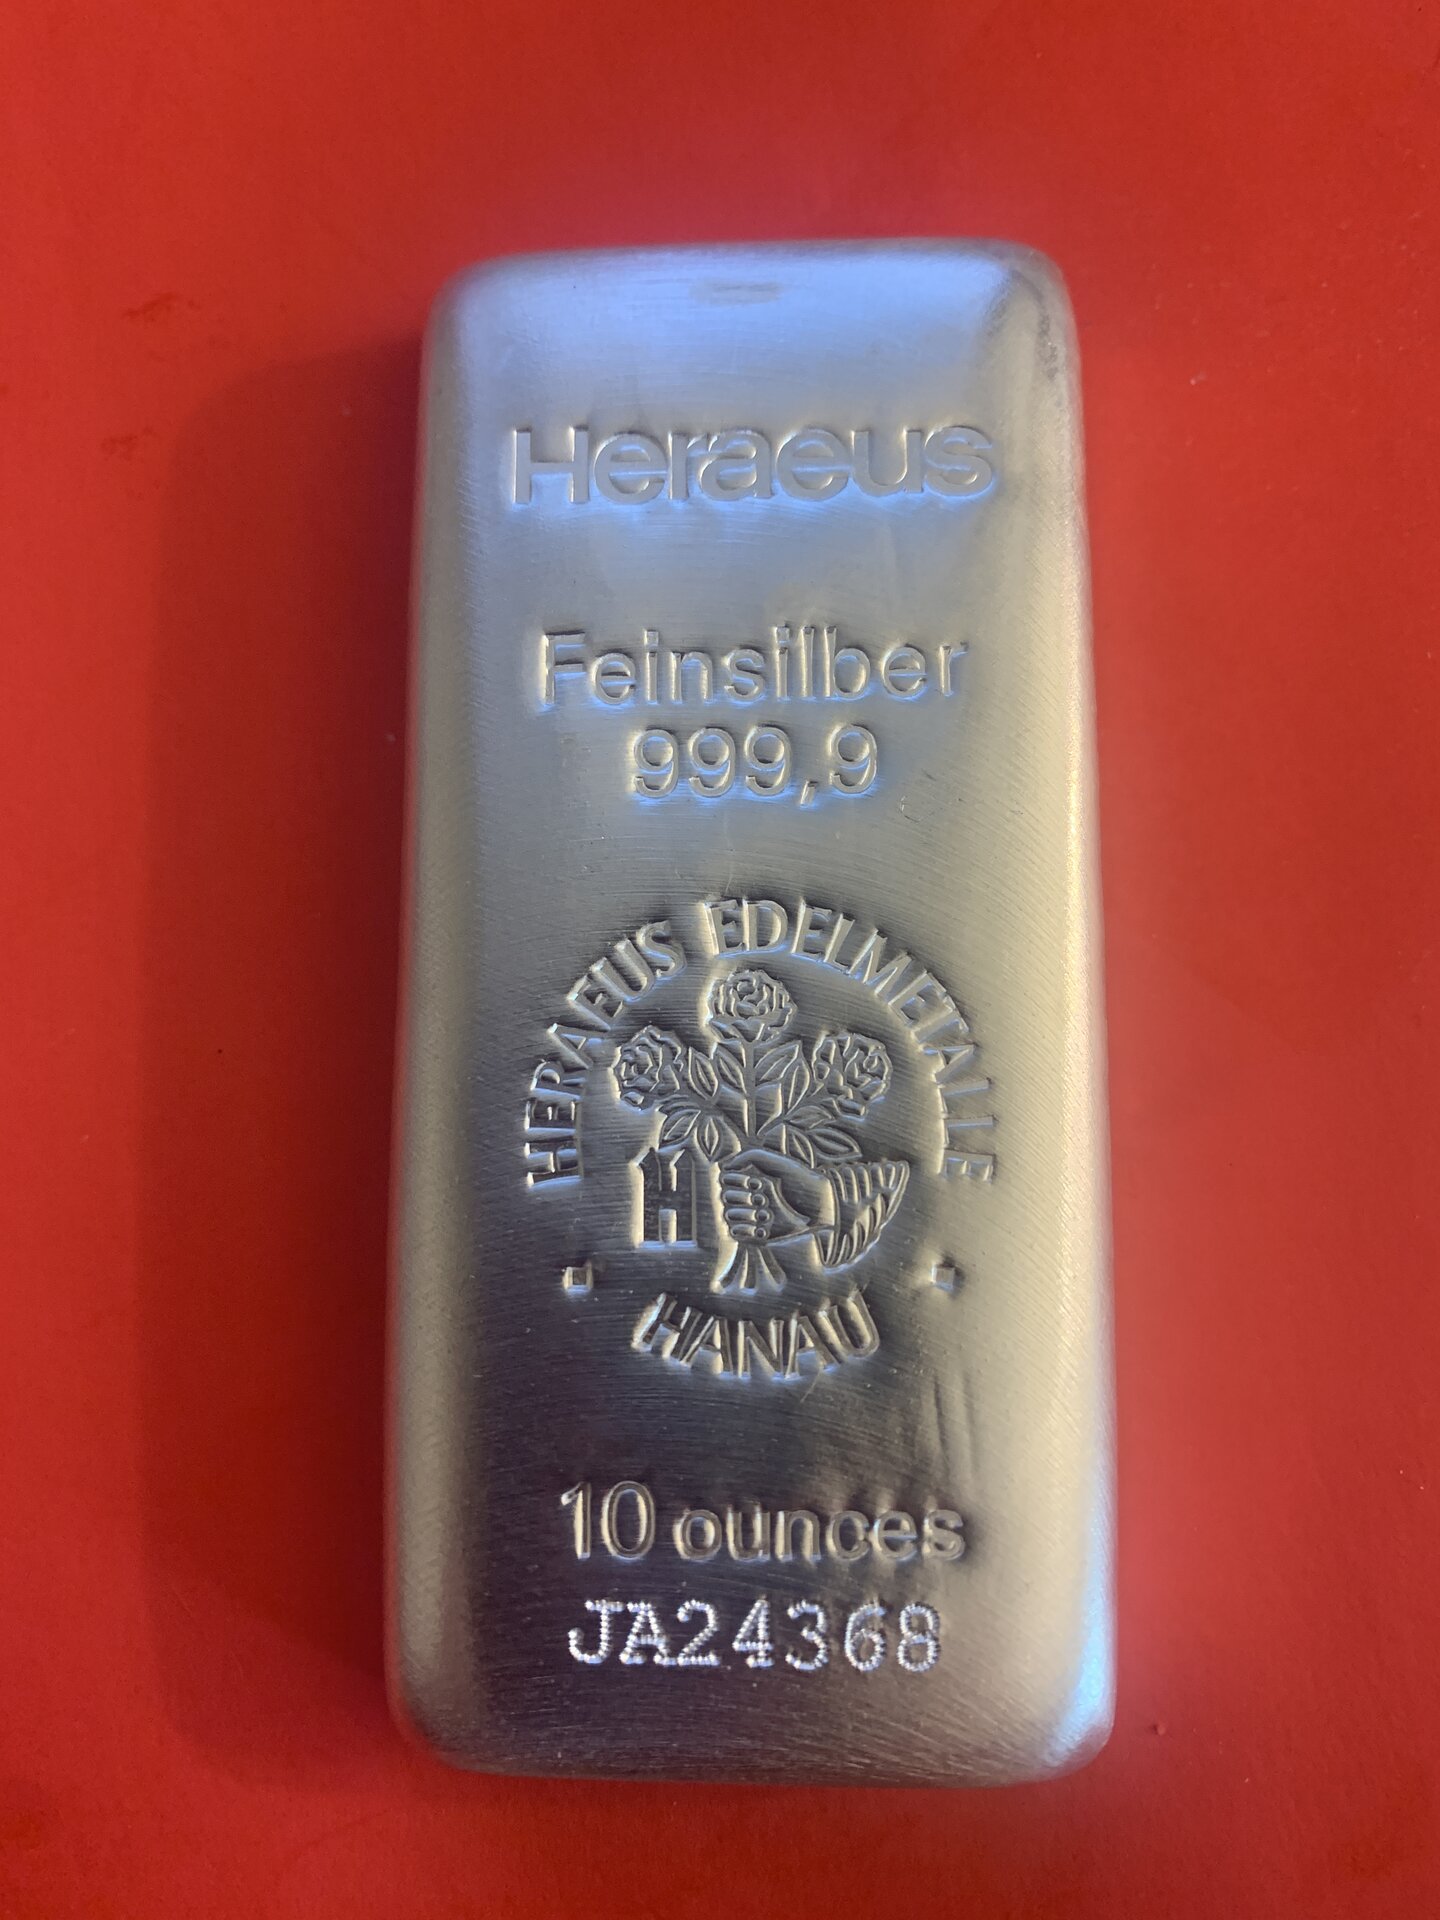 Heraeus
Feinsilber
999,9
HERAEUS EDELMETALLE
H
HANAU
10 ounces
JA24368